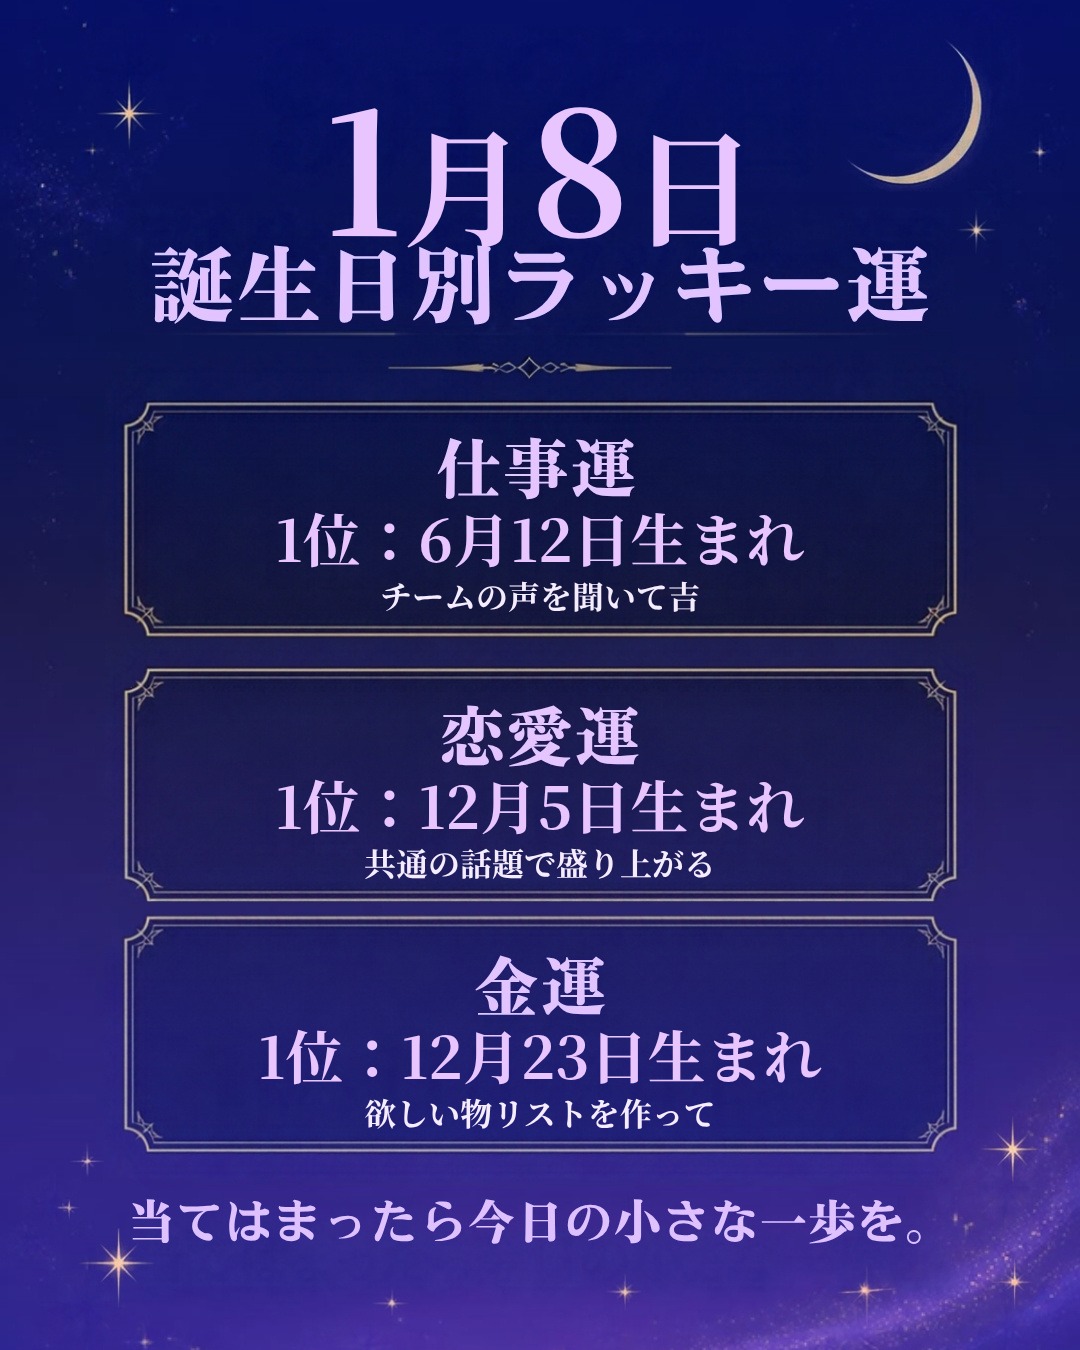 1月8日
誕生日別ラッキー運
仕事運
1位：6月12日生まれ
チームの声を聞いて吉
恋愛運
1位：12月5日生まれ
共通の話題で盛り上がる
金運
1位：12月23日生まれ
欲しい物リストを作って
当てはまったら今日の小さな一歩を。